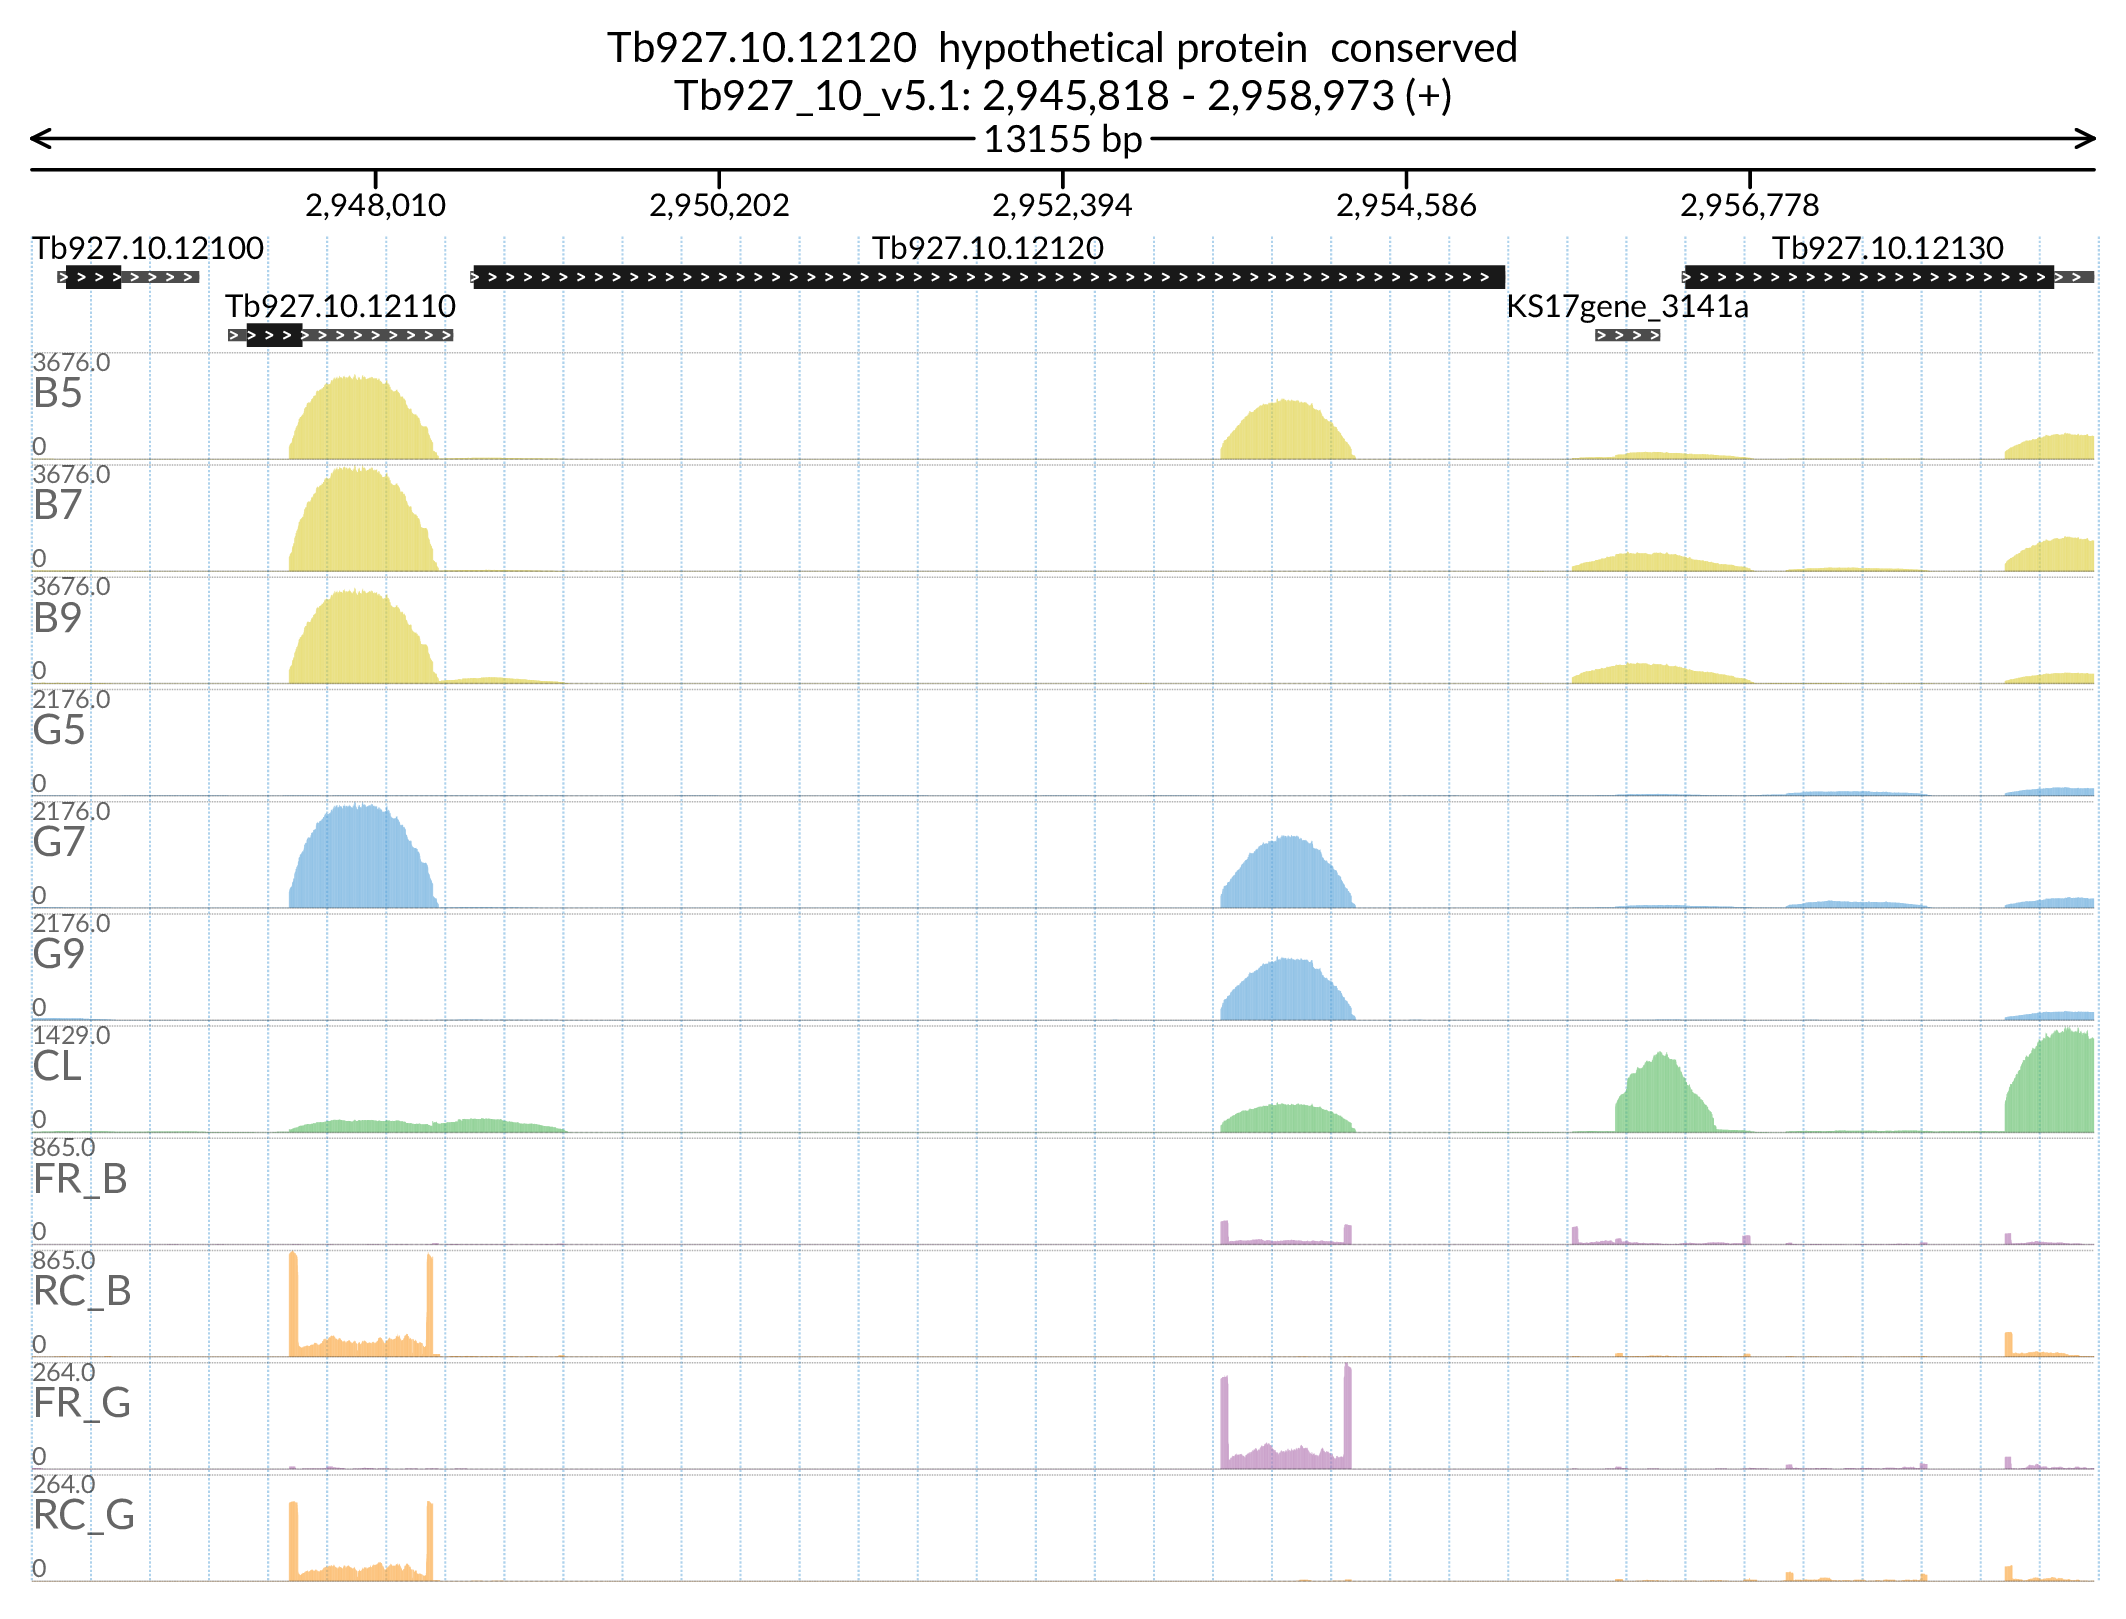 Tb927.10.12120 hypothetical protein conserved
Tb927_10_v5.1: 2,945,818 - 2,958,973 (+)
13155 bp
2,948,010 2,950,202 2,952,394 2,954,586 2,956,778
Tb927.10.12100 Tb927.10.12120 Tb927.10.12130
Tb927.10.12110 KS17gene_3141a
3676.0
B5
0
3676.0
B7
0
3676.0
B9
0
2176.0
G5
0
2176.0
G7
0
2176.0
G9
0
1429.0
CL
0
865.0
FR_B
0
865.0
RC_B
0
264.0
FR_G
0
264.0
RC_G
0